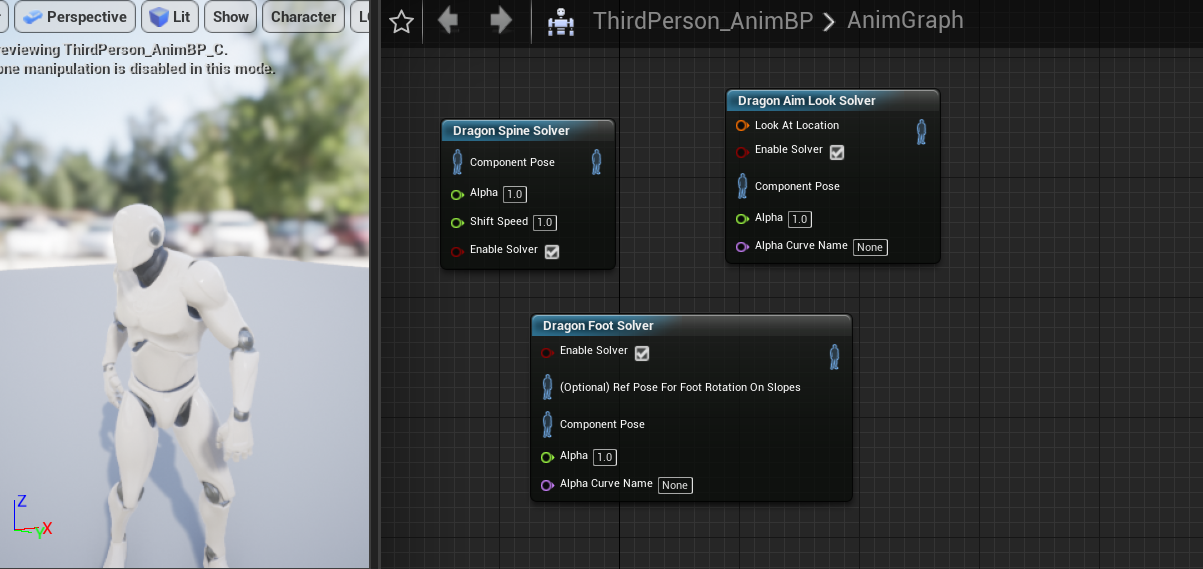 Perspective
Lit
Show
Character
ThirdPerson_AnimBP
AnimGraph
eviewing ThirdPerson_AnimBP_C.
one manipulation is disabled in this mode.
Dragon Spine Solver
Component Pose
Alpha 1.0
Shift Speed 1.0
Enable Solver
Dragon Aim Look Solver
Look At Location
Enable Solver
Component Pose
Alpha 1.0
Alpha Curve Name None
Dragon Foot Solver
Enable Solver
(Optional) Ref Pose For Foot Rotation On Slopes
Component Pose
Alpha 1.0
Alpha Curve Name None
Z
X
Y